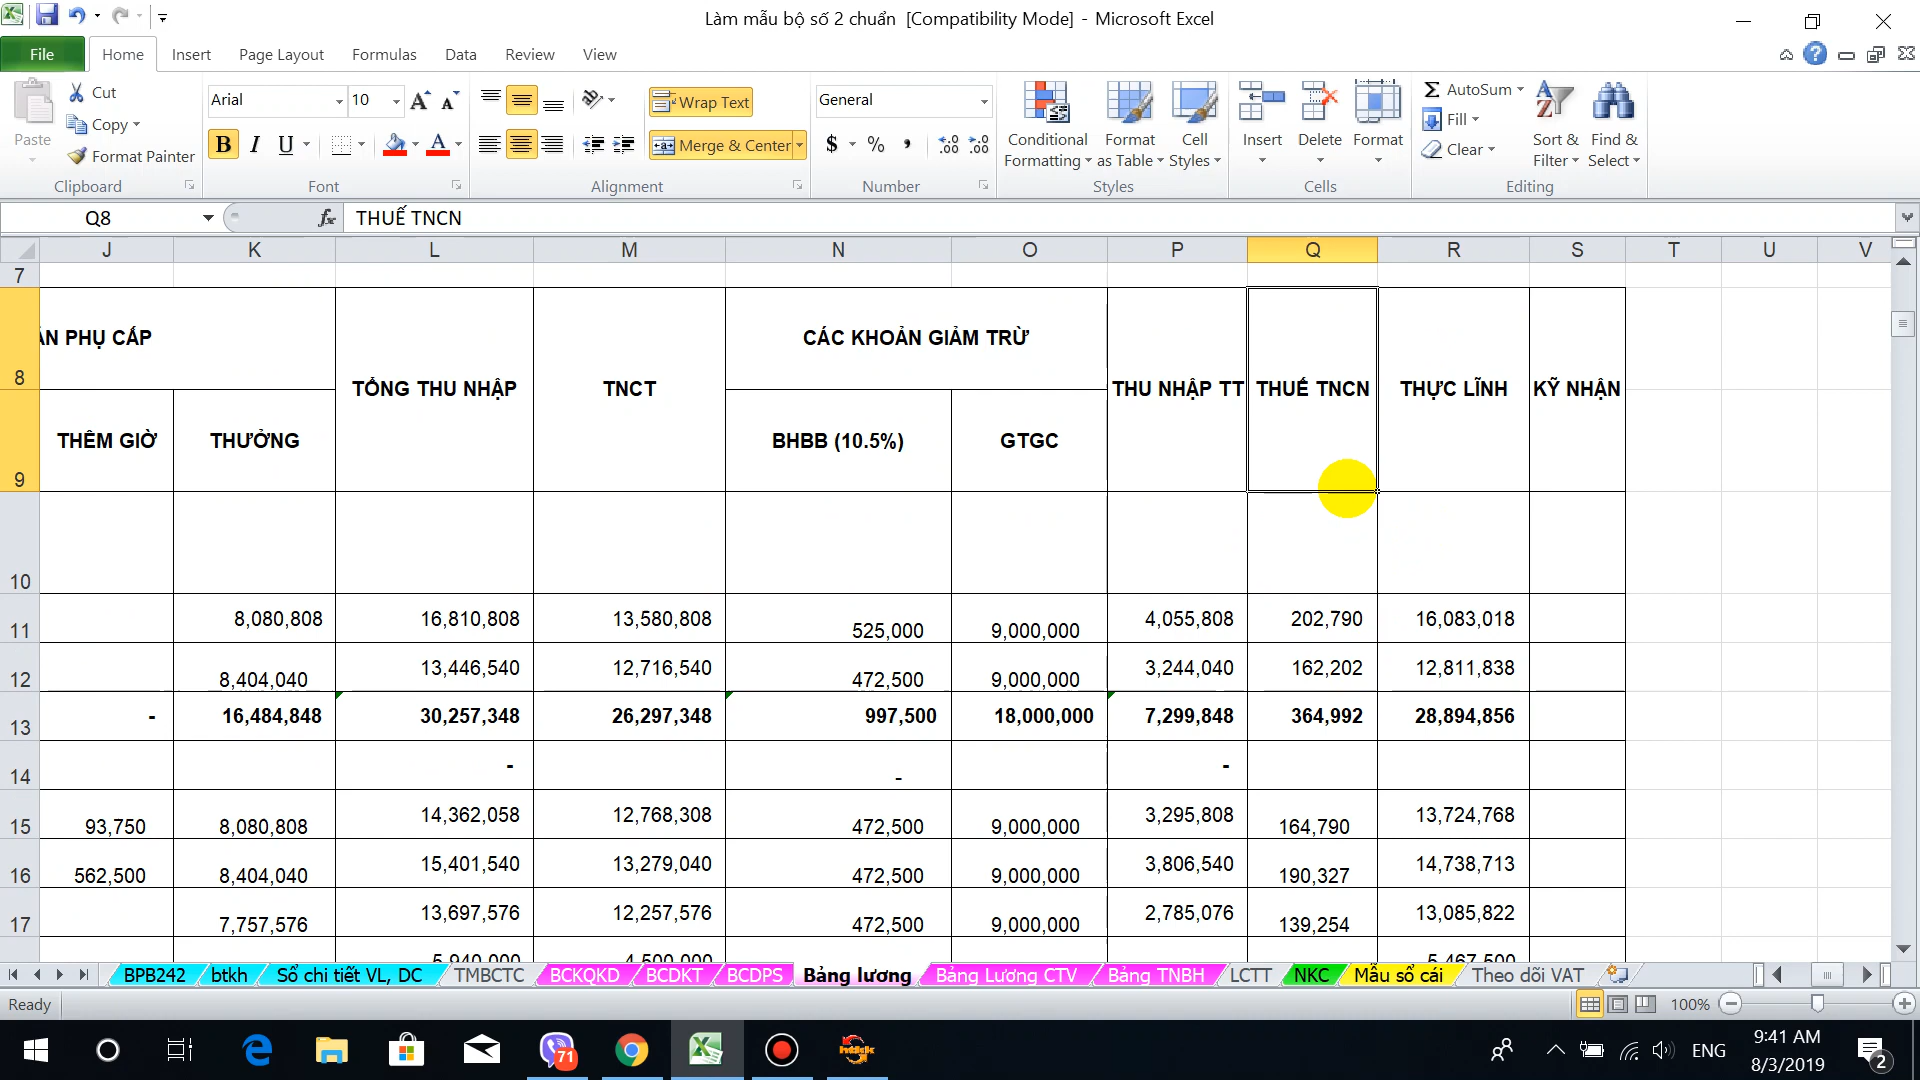 Làm mẫu bộ số 2 chuẩn [Compatibility Mode] - Microsoft Excel
File Home Insert Page Layout Formulas Data Review View
Paste
Cut
Copy
Format Painter
Clipboard
Arial 10
B I U
Font
Wrap Text
Merge & Center
Alignment
General
$ % ,
Number
Conditional Formatting
Format as Table
Cell Styles
Styles
Insert Delete Format
Cells
AutoSum
Fill
Clear
Sort & Filter
Find & Select
Editing
Q8 fx THUẾ TNCN
J K L M N O P Q R S T U V
7
8 ẢN PHỤ CẤP TỔNG THU NHẬP TNCT CÁC KHOẢN GIẢM TRỪ THU NHẬP TT THUẾ TNCN THỰC LĨNH KỸ NHẬN
9 THÊM GIỜ THƯỞNG BHBB (10.5%) GTGC
10
11 8,080,808 16,810,808 13,580,808 525,000 9,000,000 4,055,808 202,790 16,083,018
12 8,404,040 13,446,540 12,716,540 472,500 9,000,000 3,244,040 162,202 12,811,838
13 - 16,484,848 30,257,348 26,297,348 997,500 18,000,000 7,299,848 364,992 28,894,856
14 - - -
15 93,750 8,080,808 14,362,058 12,768,308 472,500 9,000,000 3,295,808 164,790 13,724,768
16 562,500 8,404,040 15,401,540 13,279,040 472,500 9,000,000 3,806,540 190,327 14,738,713
17 7,757,576 13,697,576 12,257,576 472,500 9,000,000 2,785,076 139,254 13,085,822
5,940,000 4,500,000 5,467,500
BPB242 btkh Sổ chi tiết VL, DC TMBCTC BCKQKD BCDKT BCDPS Bảng lương Bảng Lương CTV Bảng TNBH LCTT NKC Mẫu sổ cái Theo dõi VAT
Ready 100%
71
ENG
9:41 AM
8/3/2019
2